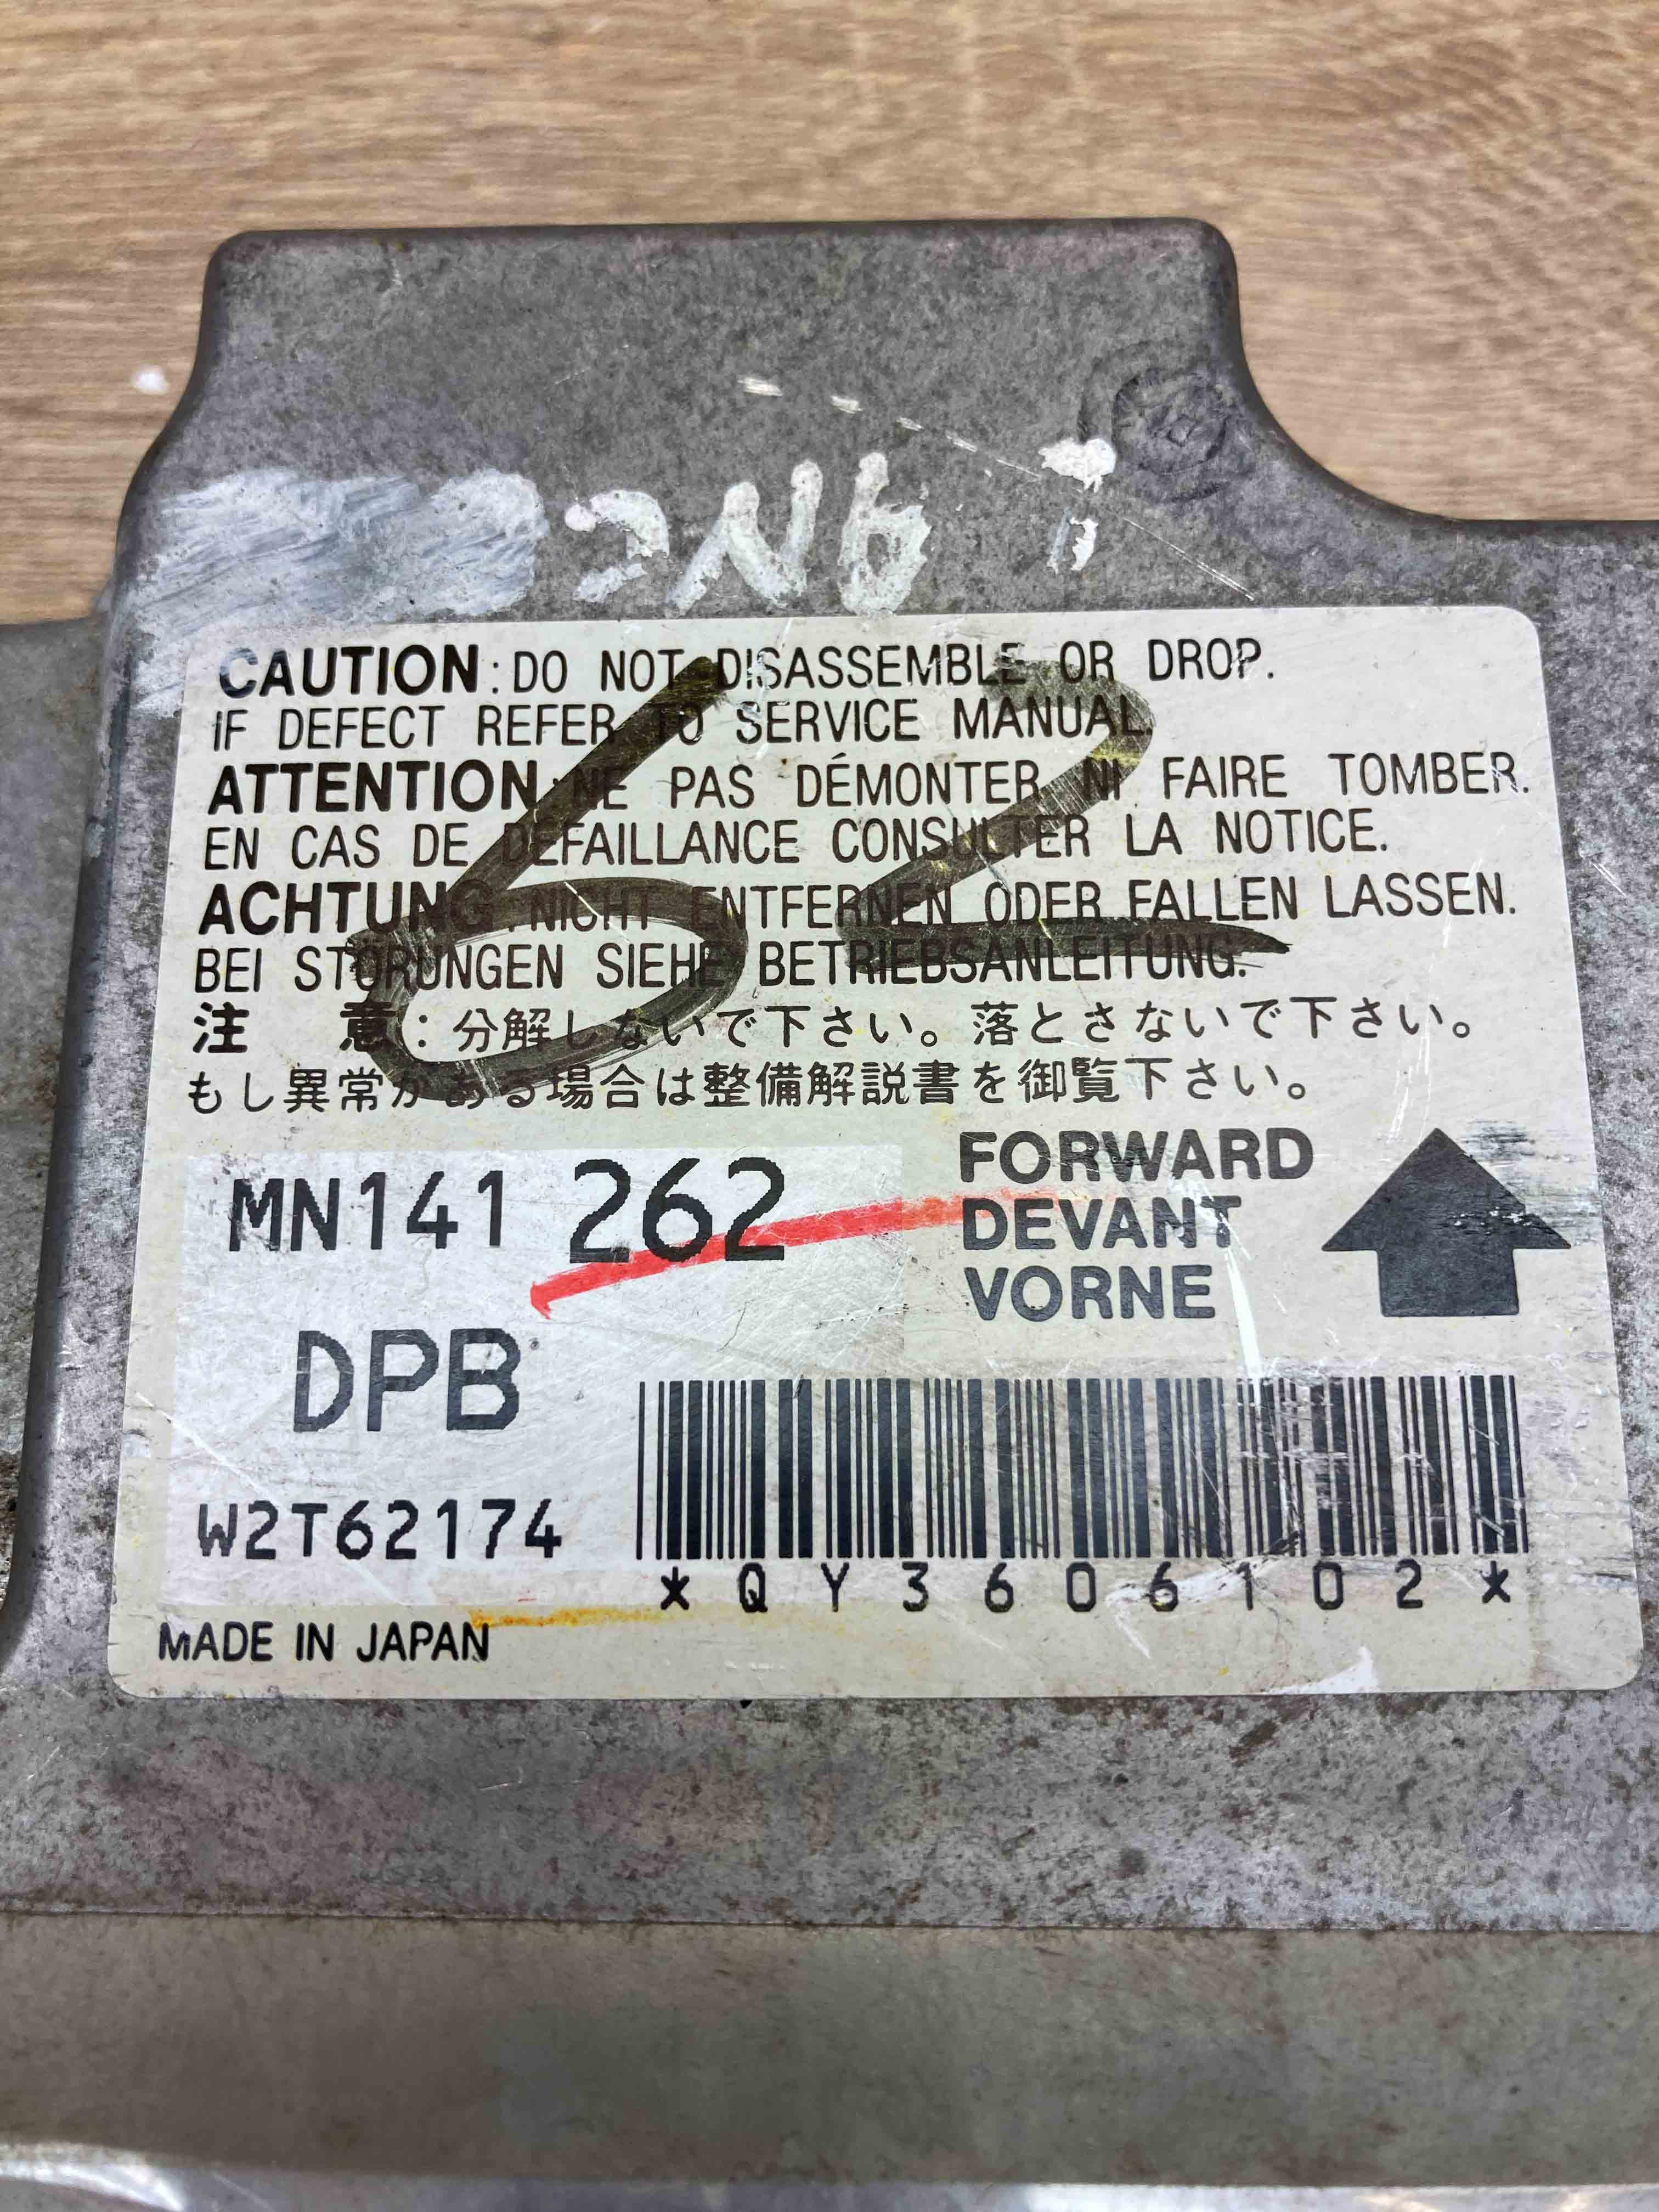 CAUTION: DO NOT DISASSEMBLE OR DROP.
IF DEFECT REFER TO SERVICE MANUAL.
ATTENTION: NE PAS DÉMONTER NI FAIRE TOMBER.
EN CAS DE DÉFAILLANCE CONSULTER LA NOTICE.
ACHTUNG: NICHT ENTFERNEN ODER FALLEN LASSEN.
BEI STÖRUNGEN SIEHE BETRIEBSANLEITUNG.
注 意: 分解しないで下さい。落とさないで下さい。
もし異常がある場合は整備解説書を御覧下さい。
52
MN141 262
FORWARD
DEVANT
VORNE
DPB
W2T62174
*QY3606102*
MADE IN JAPAN